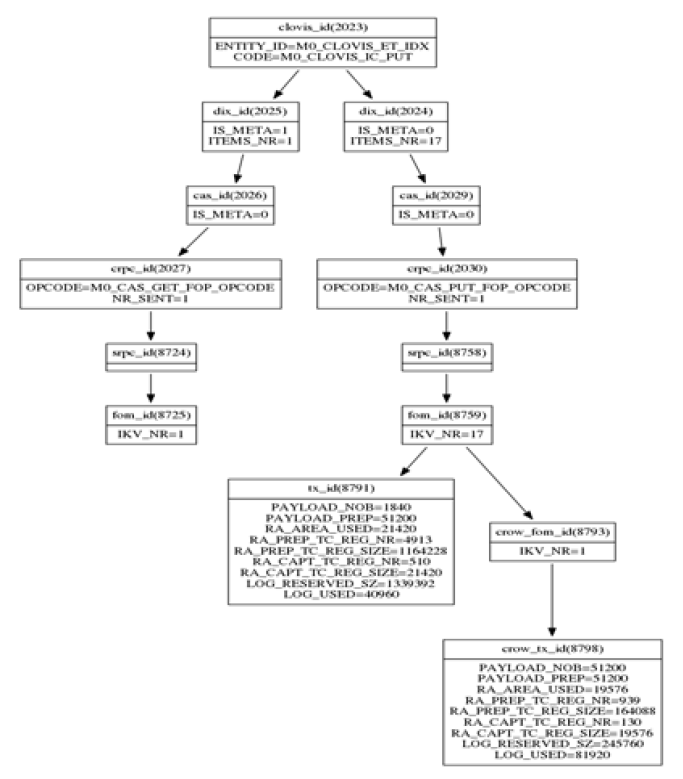 clovis_id(2023)
ENTITY_ID=M0_CLOVIS_ET_IDX
CODE=M0_CLOVIS_IC_PUT
dix_id(2025)
IS_META=1
ITEMS_NR=1
dix_id(2024)
IS_META=0
ITEMS_NR=17
cas_id(2026)
IS_META=0
cas_id(2029)
IS_META=0
crpc_id(2027)
OPCODE=M0_CAS_GET_FOP_OPCODE
NR_SENT=1
crpc_id(2030)
OPCODE=M0_CAS_PUT_FOP_OPCODE
NR_SENT=1
srpc_id(8724)
srpc_id(8758)
fom_id(8725)
IKV_NR=1
fom_id(8759)
IKV_NR=17
tx_id(8791)
PAYLOAD_NOB=1840
PAYLOAD_PREP=51200
RA_AREA_USED=21420
RA_PREP_TC_REG_NR=4913
RA_PREP_TC_REG_SIZE=1164228
RA_CAPT_TC_REG_NR=510
RA_CAPT_TC_REG_SIZE=21420
LOG_RESERVED_SZ=1339392
LOG_USED=40960
crow_fom_id(8793)
IKV_NR=1
crow_tx_id(8798)
PAYLOAD_NOB=51200
PAYLOAD_PREP=51200
RA_AREA_USED=19576
RA_PREP_TC_REG_NR=939
RA_PREP_TC_REG_SIZE=164088
RA_CAPT_TC_REG_NR=130
RA_CAPT_TC_REG_SIZE=19576
LOG_RESERVED_SZ=245760
LOG_USED=81920